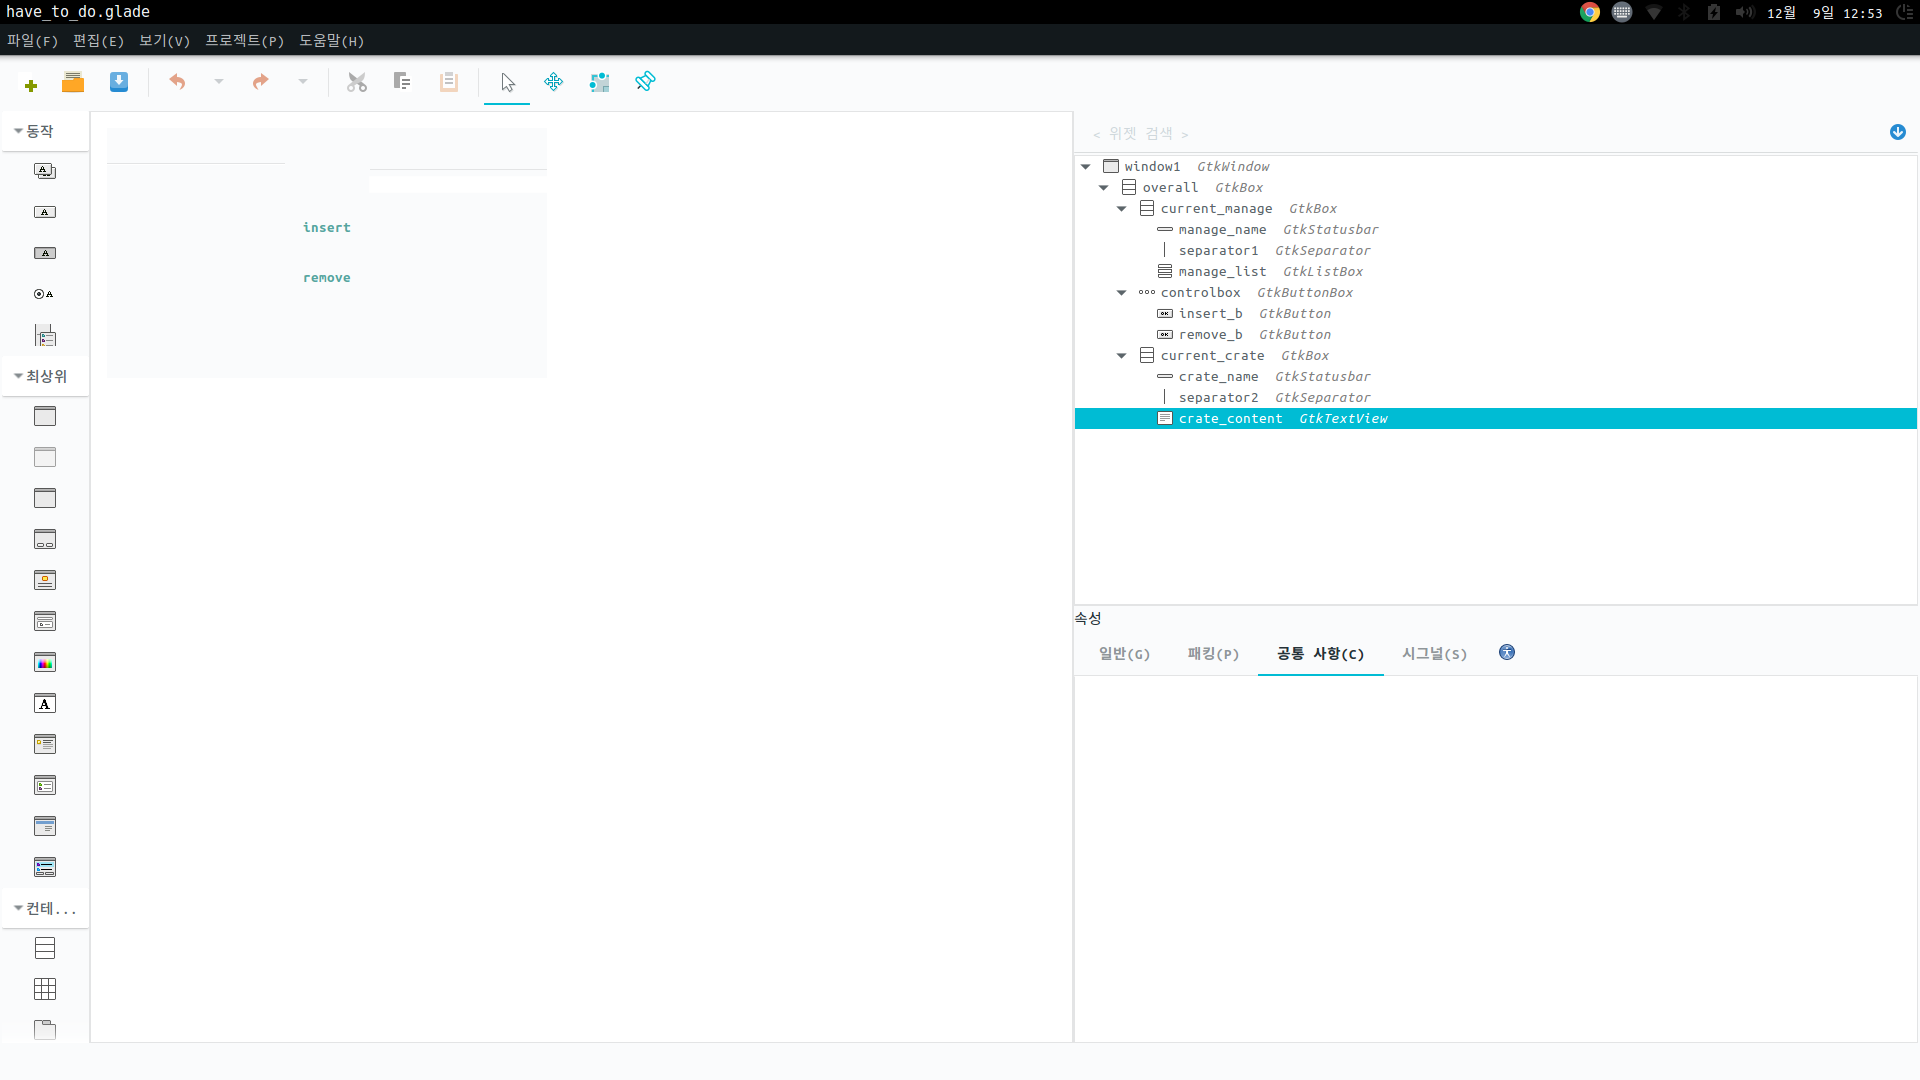 have_to_do.glade
12월  9일 12:53
파일(F) 편집(E) 보기(V) 프로젝트(P) 도움말(H)
동작
최상위
컨테...
insert
remove
< 위젯 검색 >
window1 GtkWindow
overall GtkBox
current_manage GtkBox
manage_name GtkStatusbar
separator1 GtkSeparator
manage_list GtkListBox
controlbox GtkButtonBox
insert_b GtkButton
remove_b GtkButton
current_crate GtkBox
crate_name GtkStatusbar
separator2 GtkSeparator
crate_content GtkTextView
속성
일반(G) 패킹(P) 공통 사항(C) 시그널(S)